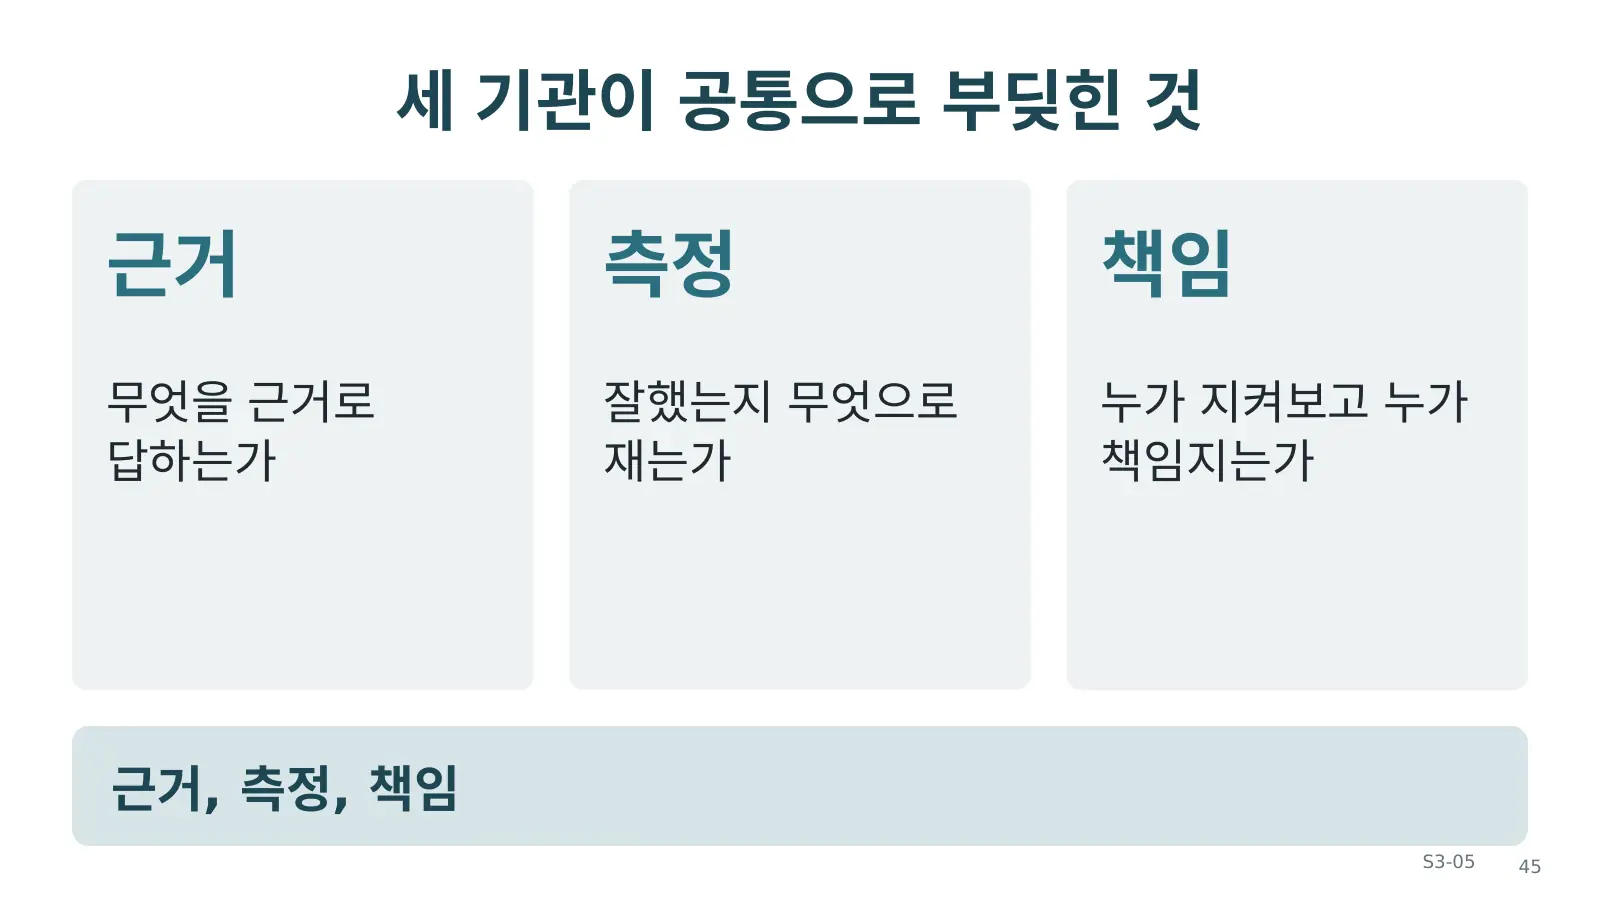 세 기관이 공통으로 부딪힌 것
근거
무엇을 근거로
답하는가
측정
잘했는지 무엇으로
재는가
책임
누가 지켜보고 누가
책임지는가
근거, 측정, 책임
S3-05
45